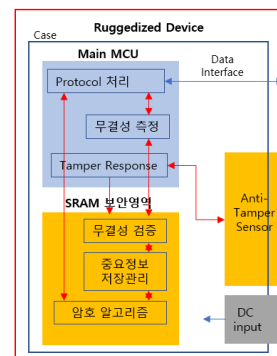 Ruggedized Device
Case
Main MCU
Data
Interface
Protocol 처리
무결성 측정
Tamper Response
SRAM 보안영역
Anti-
Tamper
Sensor
무결성 검증
중요정보
저장관리
암호 알고리즘
DC
input